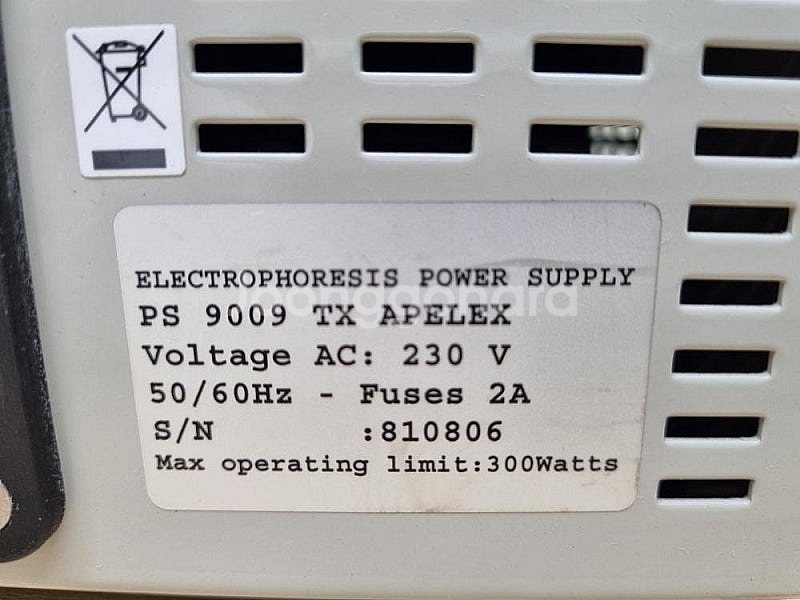 ELECTROPHORESIS POWER SUPPLY
PS 9009 TX APELEX
Voltage AC: 230 V
50/60Hz - Fuses 2A
S/N :810806
Max operating limit:300Watts